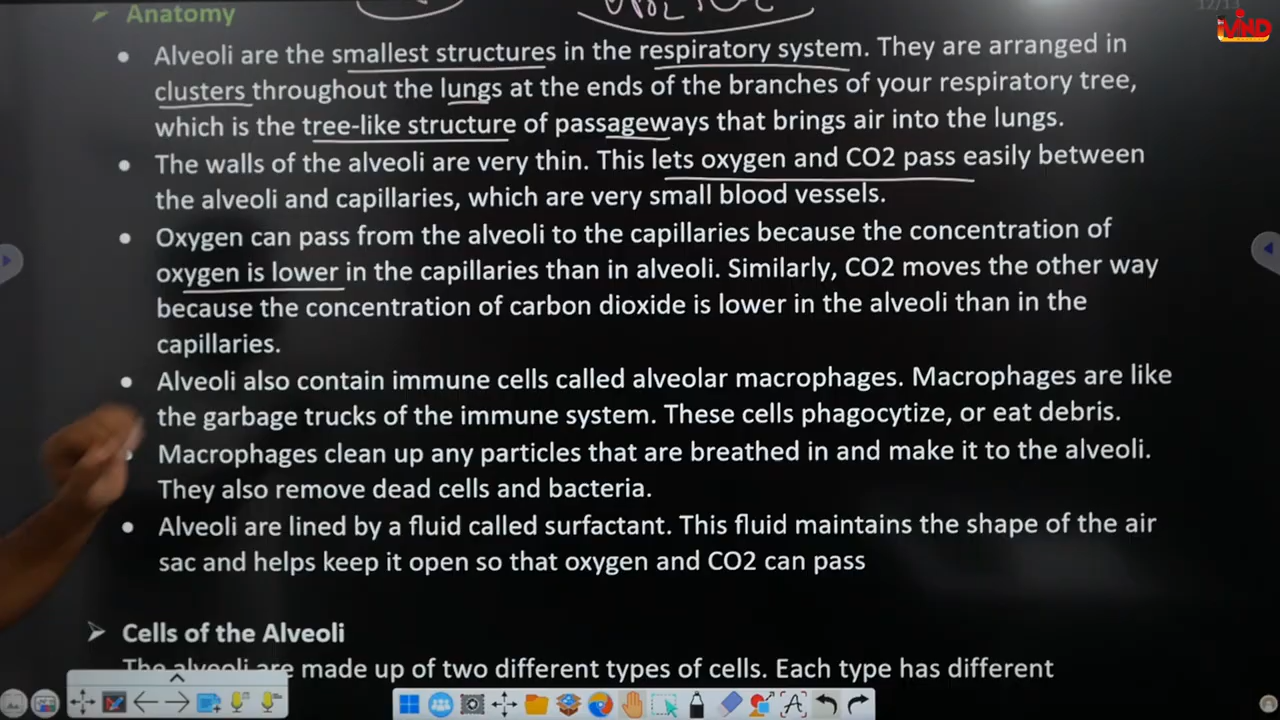 12/13
Anatomy
iVIND
• Alveoli are the smallest structures in the respiratory system. They are arranged in
clusters throughout the lungs at the ends of the branches of your respiratory tree,
which is the tree-like structure of passageways that brings air into the lungs.
• The walls of the alveoli are very thin. This lets oxygen and CO2 pass easily between
the alveoli and capillaries, which are very small blood vessels.
• Oxygen can pass from the alveoli to the capillaries because the concentration of
oxygen is lower in the capillaries than in alveoli. Similarly, CO2 moves the other way
because the concentration of carbon dioxide is lower in the alveoli than in the
capillaries.
• Alveoli also contain immune cells called alveolar macrophages. Macrophages are like
the garbage trucks of the immune system. These cells phagocytize, or eat debris.
• Macrophages clean up any particles that are breathed in and make it to the alveoli.
They also remove dead cells and bacteria.
• Alveoli are lined by a fluid called surfactant. This fluid maintains the shape of the air
sac and helps keep it open so that oxygen and CO2 can pass
Cells of the Alveoli
The alveoli are made up of two different types of cells. Each type has different